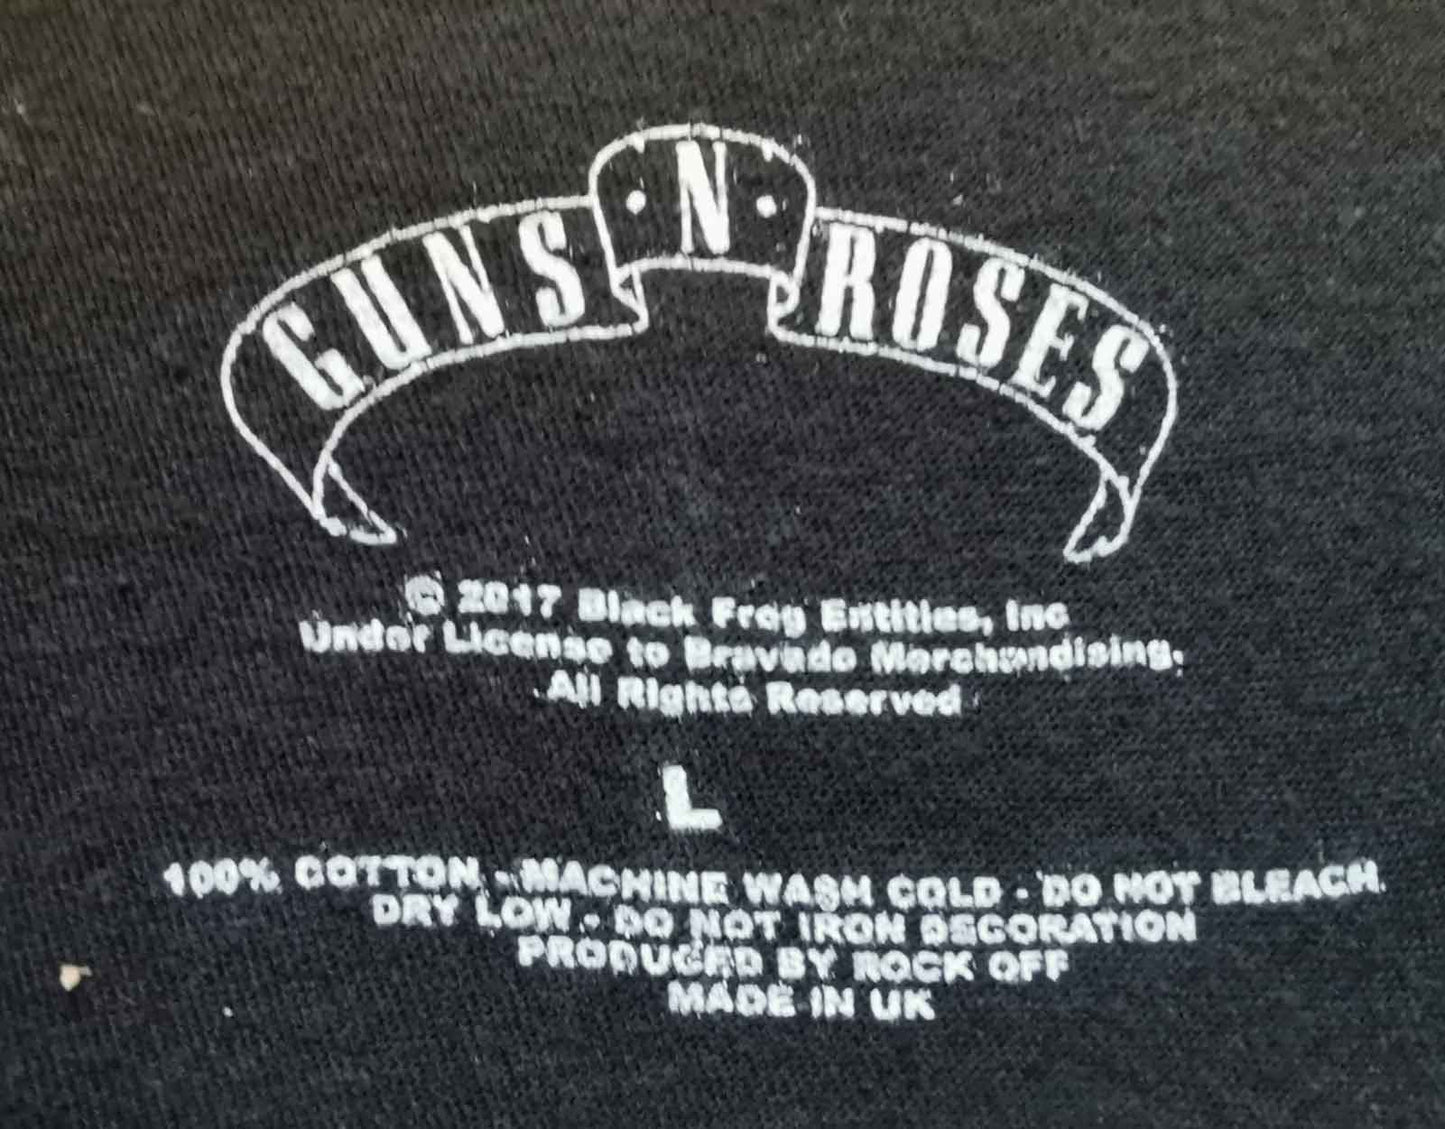 GUNS • N • ROSES
© 2017 Black Frog Entities, Inc
Under License to Bravado Merchandising.
All Rights Reserved
L
100% COTTON - MACHINE WASH COLD - DO NOT BLEACH
DRY LOW - DO NOT IRON DECORATION
PRODUCED BY ROCK OFF
MADE IN UK